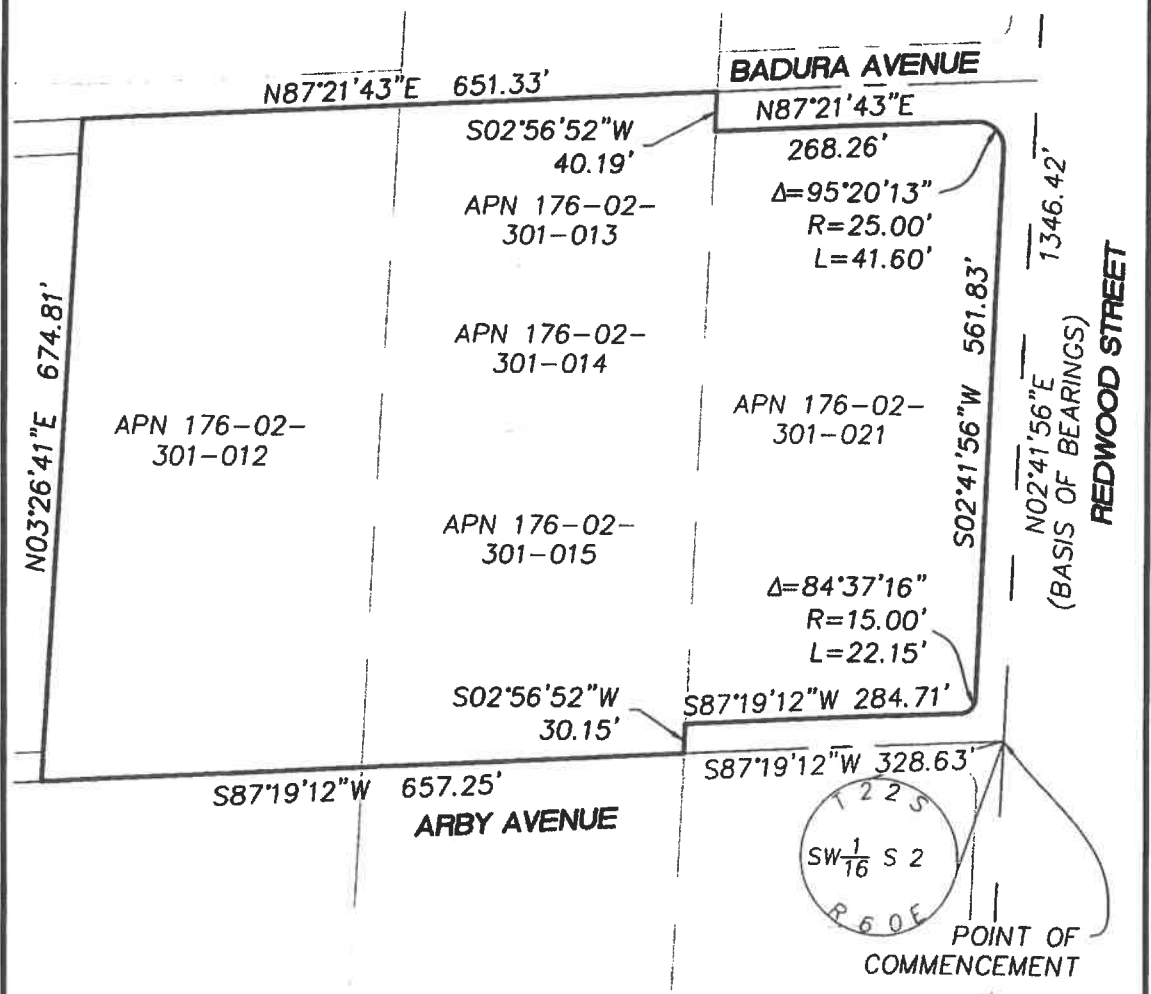 BADURA AVENUE
N87°21'43"E 651.33'
N87°21'43"E
268.26'
S02°56'52"W
40.19'
Δ=95°20'13"
R=25.00'
L=41.60'
1346.42'
APN 176-02-
301-013
N03°26'41"E 674.81'
APN 176-02-
301-014
S02°41'56"W 561.83'
N02°41'56"E
(BASIS OF BEARINGS)
REDWOOD STREET
APN 176-02-
301-012
APN 176-02-
301-021
APN 176-02-
301-015
Δ=84°37'16"
R=15.00'
L=22.15'
S02°56'52"W
30.15'
S87°19'12"W 284.71'
S87°19'12"W 657.25'
S87°19'12"W 328.63'
ARBY AVENUE
T 22 S
SW 1/16 S 2
R 60E
POINT OF
COMMENCEMENT